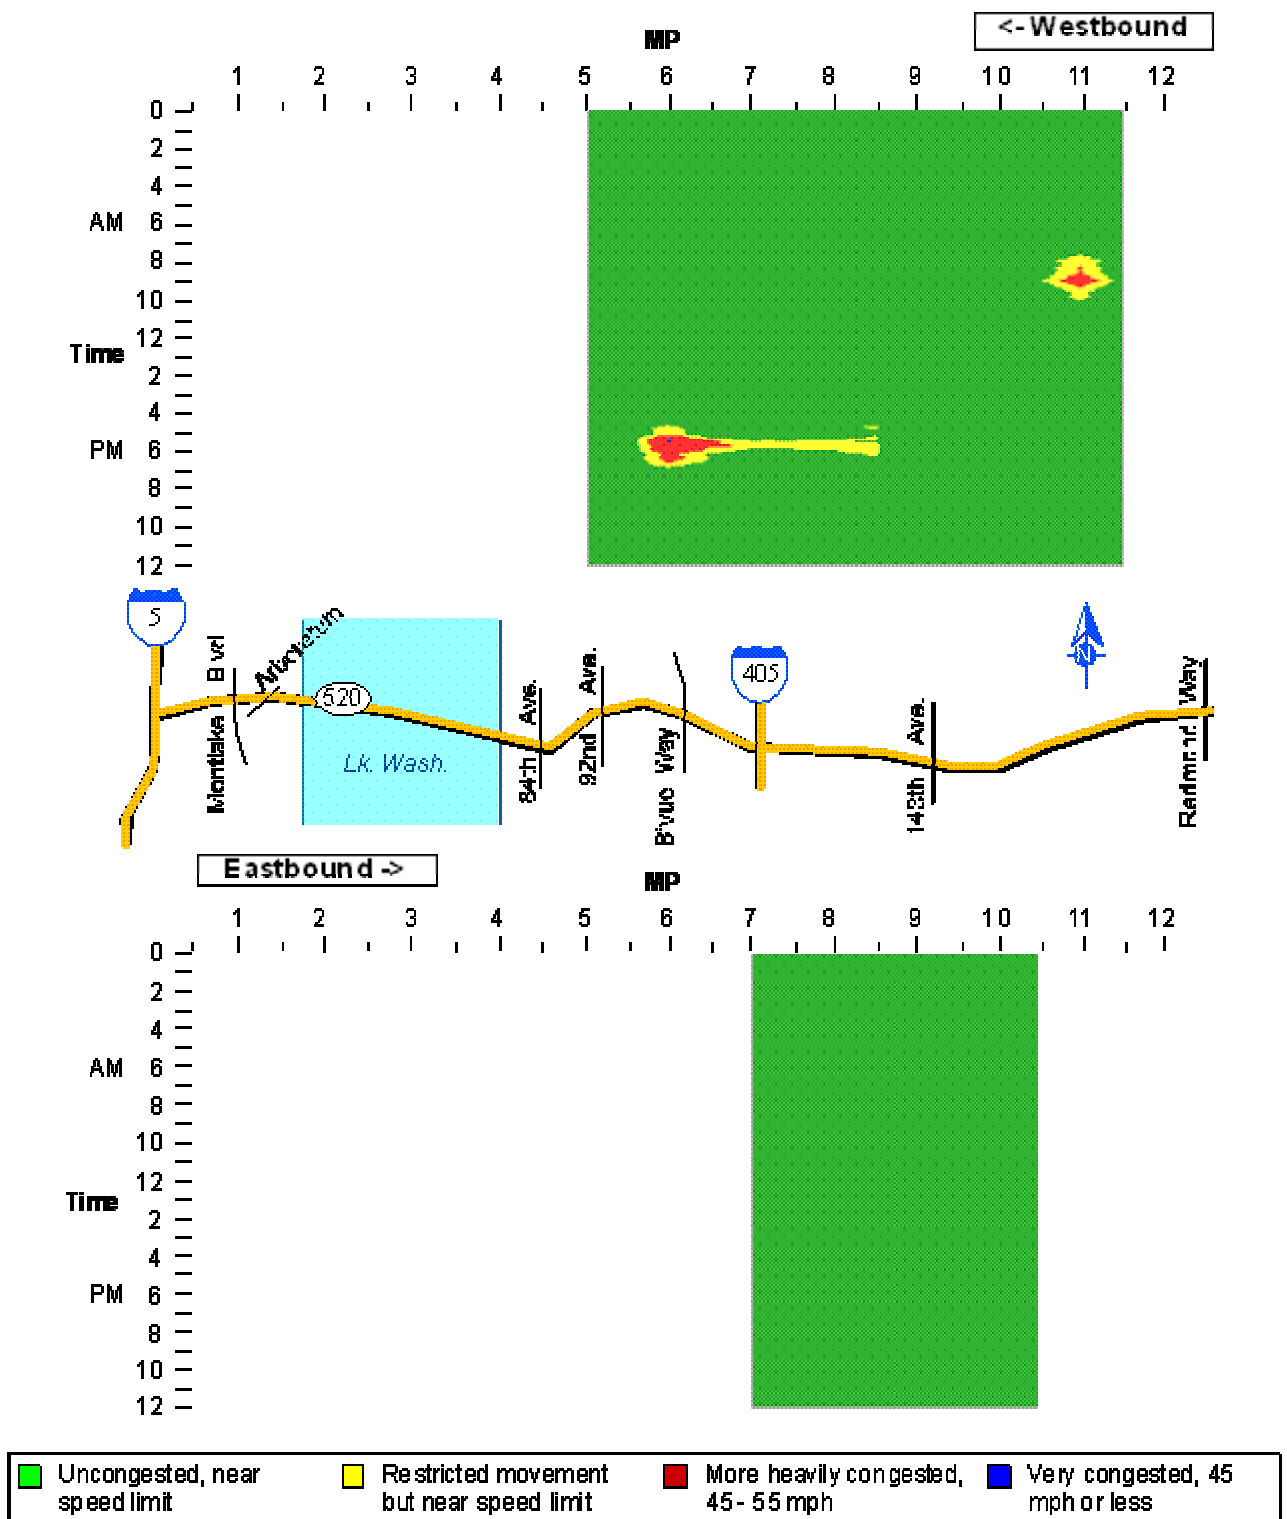 <- Westbound
MP
1 2 3 4 5 6 7 8 9 10 11 12
0
2
4
AM 6
8
10
12
Time
2
4
PM 6
8
10
12
5
Montlake Bvd
Arboretum
520
Lk. Wash.
84th Ave.
92nd Ave.
B'vue Way
405
148th Ave.
N
Redmond Way
Eastbound ->
MP
1 2 3 4 5 6 7 8 9 10 11 12
0
2
4
AM 6
8
10
12
Time
2
4
PM 6
8
10
12
Uncongested, near
speed limit
Restricted movement
but near speed limit
More heavily congested,
45 - 55 mph
Very congested, 45
mph or less